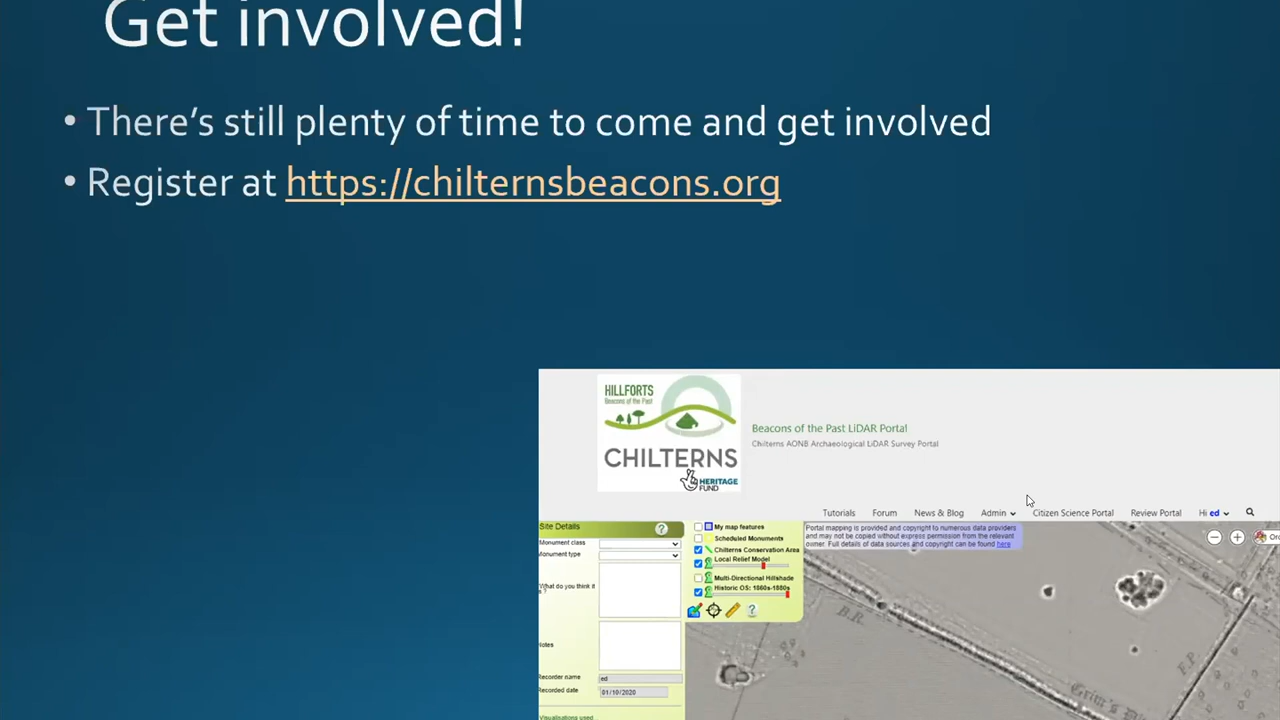 Get involved!
• There's still plenty of time to come and get involved
• Register at https://chilternsbeacons.org
HILLFORTS
Beacons of the Past
CHILTERNS
HERITAGE
FUND
Beacons of the Past LiDAR Portal
Chilterns AONB Archaeological LiDAR Survey Portal
Tutorials Forum News & Blog Admin Citizen Science Portal Review Portal Hi ed
Site Details
Monument class
Monument type
What do you think it
Notes
Recorder name ed
Recorded date 01/10/2020
Visualisations used
My map features
Scheduled Monuments
Chilterns Conservation Area
Local Relief Model
Multi-Directional Hillshade
Historic OS: 1860s-1880s
Portal mapping is provided and copyright to numerous data providers
and may not be copied without express permission from the relevant
owner. Full details of data sources and copyright can be found here
B.R.
F.P.
Grim's